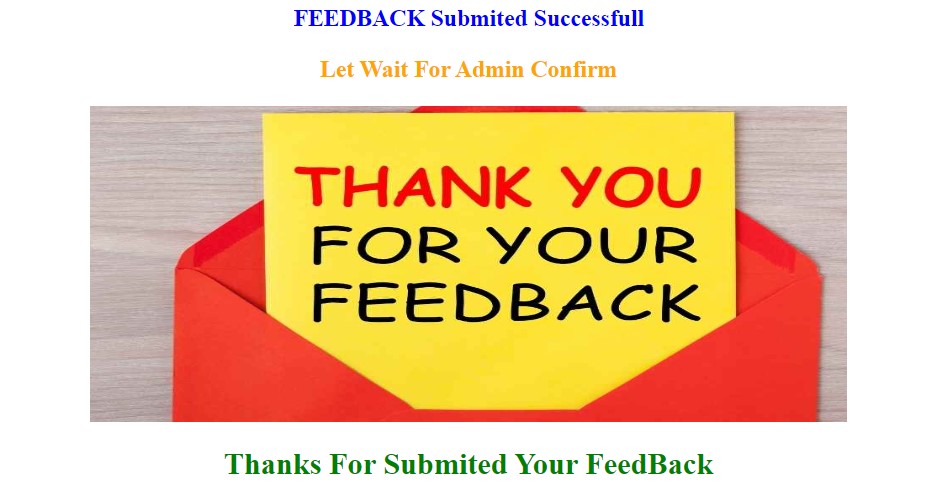 FEEDBACK Submited Successfull
Let Wait For Admin Confirm
THANK YOU
FOR YOUR
FEEDBACK
Thanks For Submited Your FeedBack